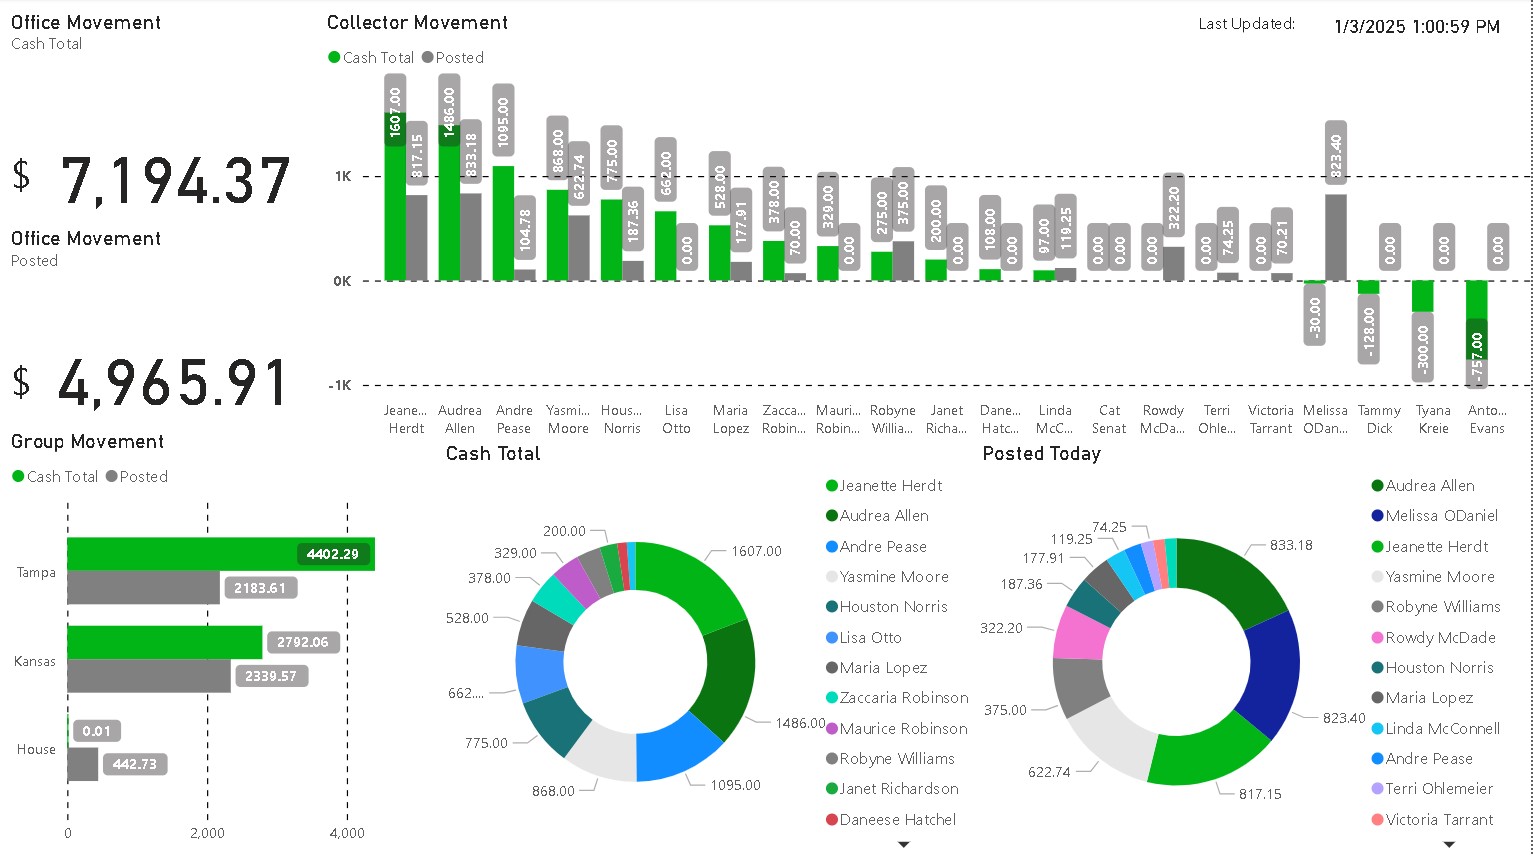 Office Movement
Cash Total
$ 7,194.37
Office Movement
Posted
$ 4,965.91
Collector Movement
Last Updated: 1/3/2025 1:00:59 PM
Cash Total Posted
1K
0K
-1K
1607.00 817.15
1486.00 833.18
1095.00 104.78
868.00 622.74
775.00 187.36
662.00 0.00
528.00 177.91
378.00 70.00
329.00 0.00
275.00 375.00
200.00 0.00
108.00 0.00
97.00 119.25
0.00 0.00
0.00 322.20
0.00 74.25
0.00 70.21
-30.00 823.40
-128.00 0.00
-300.00 0.00
-757.00 0.00
Jeane... Herdt
Audrea Allen
Andre Pease
Yasmi... Moore
Hous... Norris
Lisa Otto
Maria Lopez
Zacca... Robin...
Mauri... Robin...
Robyne Willia...
Janet Richa...
Dane... Hatc...
Linda McC...
Cat Senat
Rowdy McDa...
Terri Ohle...
Victoria Tarrant
Melissa ODan...
Tammy Dick
Tyana Kreie
Anto... Evans
Group Movement
Cash Total Posted
Tampa
4402.29
2183.61
Kansas
2792.06
2339.57
House
0.01
442.73
0 2,000 4,000
Cash Total
1607.00
1486.00
1095.00
868.00
775.00
662....
528.00
378.00
329.00
200.00
Jeanette Herdt
Audrea Allen
Andre Pease
Yasmine Moore
Houston Norris
Lisa Otto
Maria Lopez
Zaccaria Robinson
Maurice Robinson
Robyne Williams
Janet Richardson
Daneese Hatchel
Posted Today
833.18
823.40
817.15
622.74
375.00
322.20
187.36
177.91
119.25
74.25
Audrea Allen
Melissa ODaniel
Jeanette Herdt
Yasmine Moore
Robyne Williams
Rowdy McDade
Houston Norris
Maria Lopez
Linda McConnell
Andre Pease
Terri Ohlemeier
Victoria Tarrant